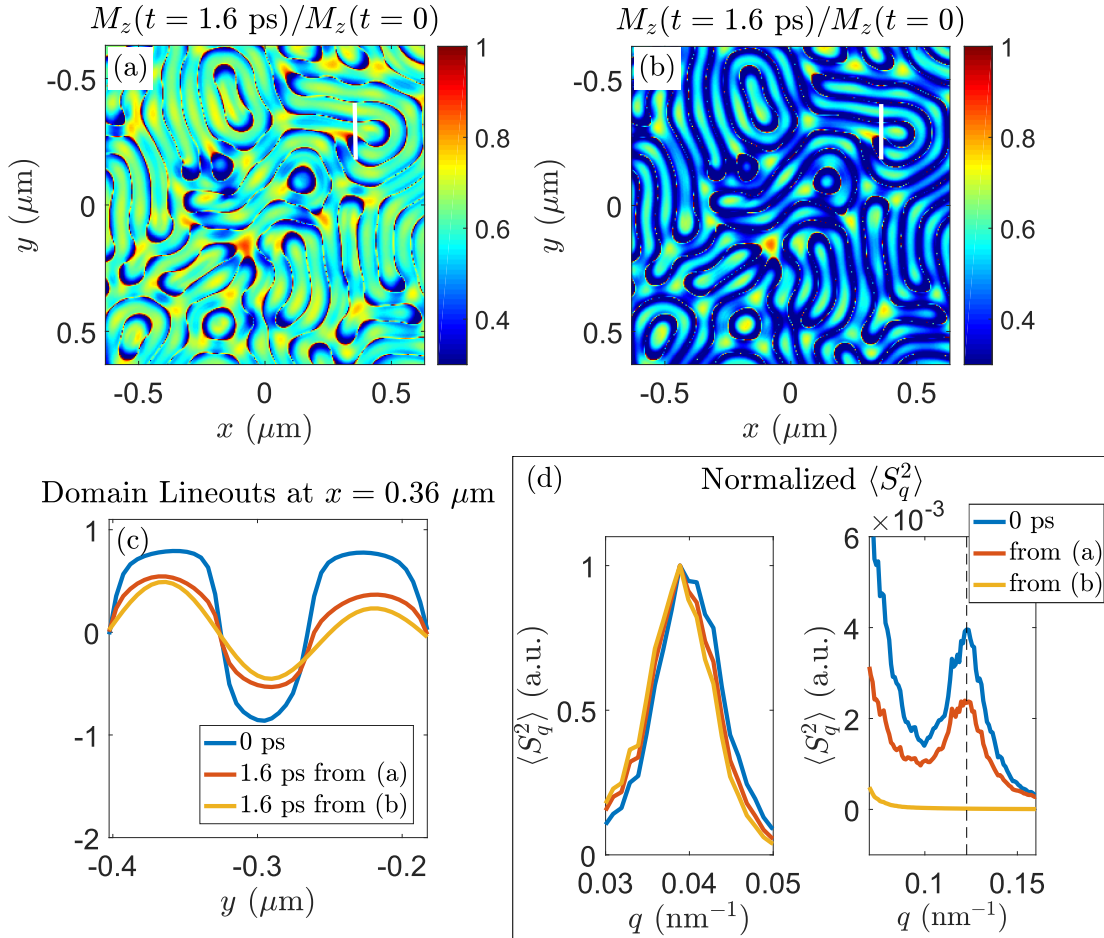 M_z(t = 1.6 ps)/M_z(t = 0)
(a)
-0.5
0
0.5
y (μm)
-0.5 0 0.5
x (μm)
1
0.8
0.6
0.4
M_z(t = 1.6 ps)/M_z(t = 0)
(b)
-0.5
0
0.5
y (μm)
-0.5 0 0.5
x (μm)
1
0.8
0.6
0.4
Domain Lineouts at x = 0.36 μm
(c)
1
0
-1
-2
0 ps
1.6 ps from (a)
1.6 ps from (b)
-0.4 -0.3 -0.2
y (μm)
(d)
Normalized ⟨S_q^2⟩
1
0.5
0
⟨S_q^2⟩ (a.u.)
0.03 0.04 0.05
q (nm⁻¹)
×10⁻³
0 ps
from (a)
from (b)
6
4
2
0
⟨S_q^2⟩ (a.u.)
0.1 0.15
q (nm⁻¹)